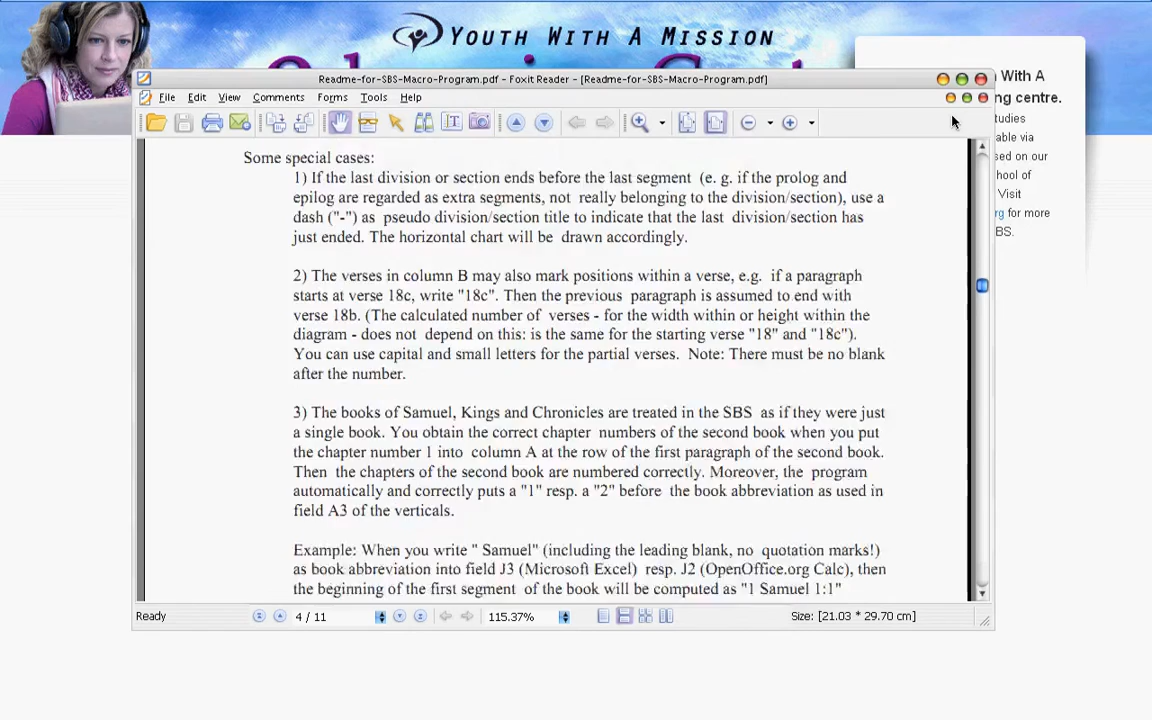 YOUTH WITH A MISSION
With A
Readme-for-SBS-Macro-Program.pdf - Foxit Reader - [Readme-for-SBS-Macro-Program.pdf]
ng centre.
File Edit View Comments Forms Tools Help
tudies
able via
sed on our
hool of
Visit
rg for more
BS.
Some special cases:
1) If the last division or section ends before the last segment (e. g. if the prolog and
epilog are regarded as extra segments, not really belonging to the division/section), use a
dash ("-") as pseudo division/section title to indicate that the last division/section has
just ended. The horizontal chart will be drawn accordingly.
2) The verses in column B may also mark positions within a verse, e.g. if a paragraph
starts at verse 18c, write "18c". Then the previous paragraph is assumed to end with
verse 18b. (The calculated number of verses - for the width within or height within the
diagram - does not depend on this: is the same for the starting verse "18" and "18c").
You can use capital and small letters for the partial verses. Note: There must be no blank
after the number.
3) The books of Samuel, Kings and Chronicles are treated in the SBS as if they were just
a single book. You obtain the correct chapter numbers of the second book when you put
the chapter number 1 into column A at the row of the first paragraph of the second book.
Then the chapters of the second book are numbered correctly. Moreover, the program
automatically and correctly puts a "1" resp. a "2" before the book abbreviation as used in
field A3 of the verticals.
Example: When you write " Samuel" (including the leading blank, no quotation marks!)
as book abbreviation into field J3 (Microsoft Excel) resp. J2 (OpenOffice.org Calc), then
the beginning of the first segment of the book will be computed as "1 Samuel 1:1"
Ready 4 / 11 115.37% Size: [21.03 * 29.70 cm]